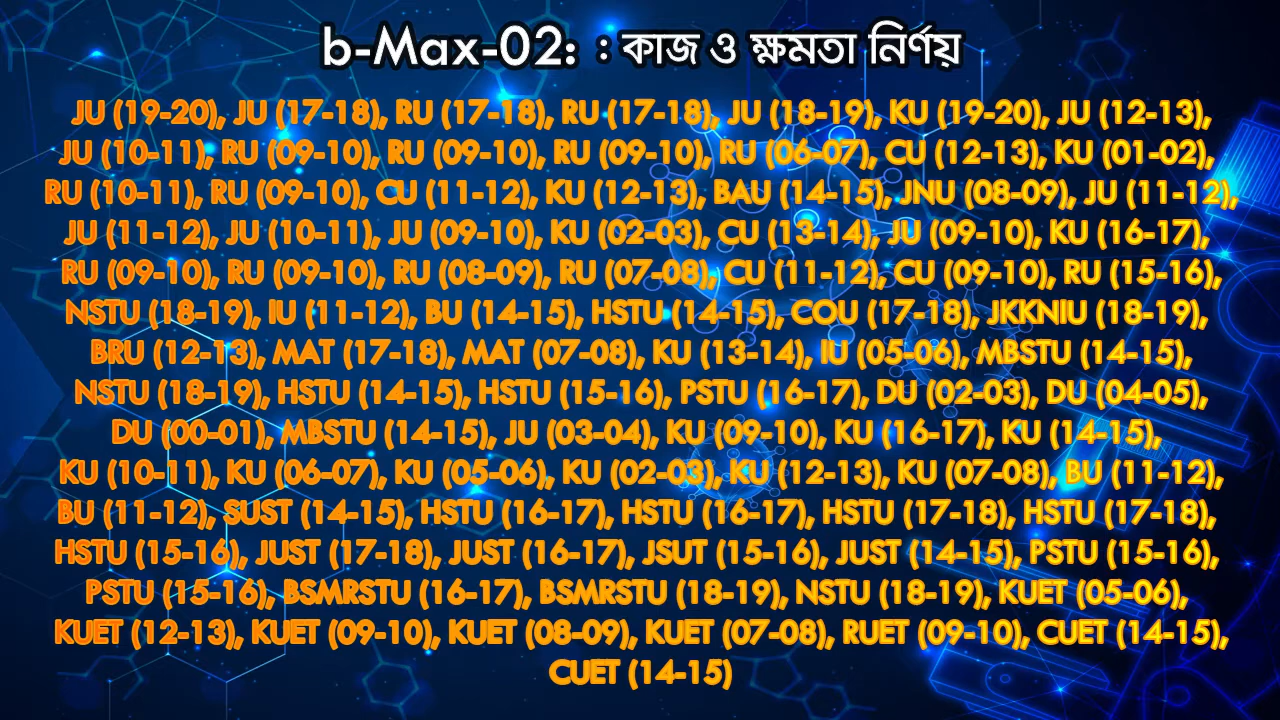 b-Max-02: : কাজ ও ক্ষমতা নির্ণয়
JU (19-20), JU (17-18), RU (17-18), RU (17-18), JU (18-19), KU (19-20), JU (12-13),
JU (10-11), RU (09-10), RU (09-10), RU (09-10), RU (06-07), CU (12-13), KU (01-02),
RU (10-11), RU (09-10), CU (11-12), KU (12-13), BAU (14-15), JNU (08-09), JU (11-12),
JU (11-12), JU (10-11), JU (09-10), KU (02-03), CU (13-14), JU (09-10), KU (16-17),
RU (09-10), RU (09-10), RU (08-09), RU (07-08), CU (11-12), CU (09-10), RU (15-16),
NSTU (18-19), IU (11-12), BU (14-15), HSTU (14-15), COU (17-18), JKKNIU (18-19),
BRU (12-13), MAT (17-18), MAT (07-08), KU (13-14), IU (05-06), MBSTU (14-15),
NSTU (18-19), HSTU (14-15), HSTU (15-16), PSTU (16-17), DU (02-03), DU (04-05),
DU (00-01), MBSTU (14-15), JU (03-04), KU (09-10), KU (16-17), KU (14-15),
KU (10-11), KU (06-07), KU (05-06), KU (02-03), KU (12-13), KU (07-08), BU (11-12),
BU (11-12), SUST (14-15), HSTU (16-17), HSTU (16-17), HSTU (17-18), HSTU (17-18),
HSTU (15-16), JUST (17-18), JUST (16-17), JSUT (15-16), JUST (14-15), PSTU (15-16),
PSTU (15-16), BSMRSTU (16-17), BSMRSTU (18-19), NSTU (18-19), KUET (05-06),
KUET (12-13), KUET (09-10), KUET (08-09), KUET (07-08), RUET (09-10), CUET (14-15),
CUET (14-15)